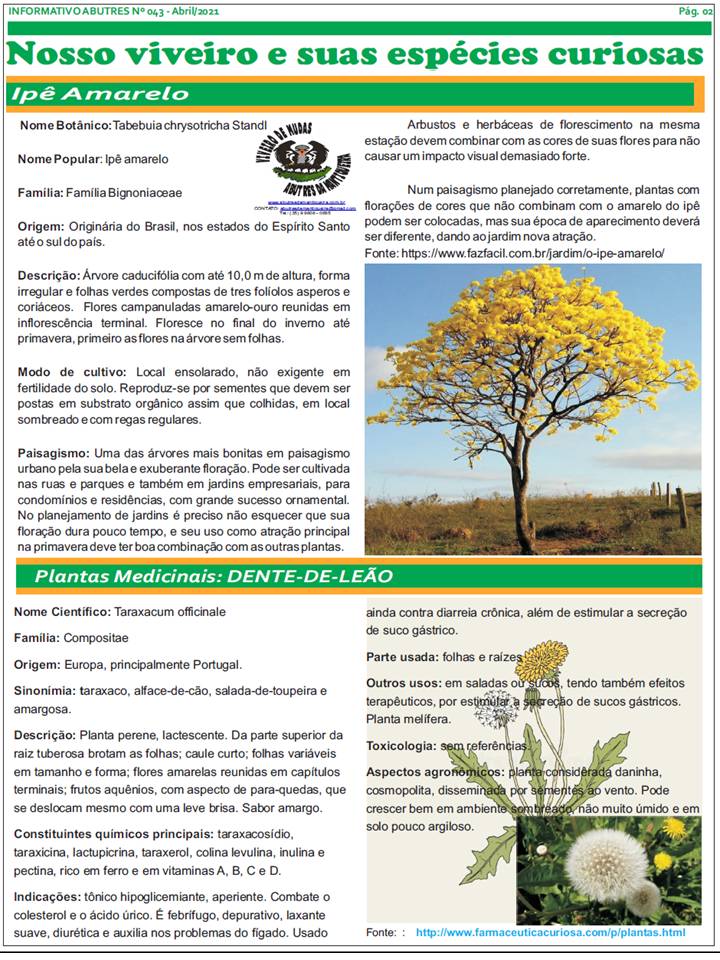 INFORMATIVO ABUTRES Nº 043 - Abril/2021
Pág. 02
Nosso viveiro e suas espécies curiosas
Ipê Amarelo
Nome Botânico: Tabebuia chrysotricha Standl
Nome Popular: Ipê amarelo
Familia: Família Bignoniaceae
VIVEIRO DE MUDAS
ABUTRES DA MANTIQUEIRA
www.abutresdamantiqueira.com.br
Origem: Originária do Brasil, nos estados do Espírito Santo
até o sul do país.
Descrição: Árvore caducifólia com até 10,0 m de altura, forma
irregular e folhas verdes compostas de tres folíolos asperos e
coriáceos. Flores campanuladas amarelo-ouro reunidas em
inflorescência terminal. Floresce no final do inverno até
primavera, primeiro as flores na árvore sem folhas.
Modo de cultivo: Local ensolarado, não exigente em
fertilidade do solo. Reproduz-se por sementes que devem ser
postas em substrato orgânico assim que colhidas, em local
sombreado e com regas regulares.
Paisagismo: Uma das árvores mais bonitas em paisagismo
urbano pela sua bela e exuberante floração. Pode ser cultivada
nas ruas e parques e também em jardins empresariais, para
condomínios e residências, com grande sucesso ornamental.
No planejamento de jardins é preciso não esquecer que sua
floração dura pouco tempo, e seu uso como atração principal
na primavera deve ter boa combinação com as outras plantas.
Arbustos e herbáceas de florescimento na mesma
estação devem combinar com as cores de suas flores para não
causar um impacto visual demasiado forte.
Num paisagismo planejado corretamente, plantas com
florações de cores que não combinam com o amarelo do ipê
podem ser colocadas, mas sua época de aparecimento deverá
ser diferente, dando ao jardim nova atração.
Fonte: https://www.fazfacil.com.br/jardim/o-ipe-amarelo/
Plantas Medicinais: DENTE-DE-LEÃO
Nome Científico: Taraxacum officinale
Família: Compositae
Origem: Europa, principalmente Portugal.
Sinonímia: taraxaco, alface-de-cão, salada-de-toupeira e
amargosa.
Descrição: Planta perene, lactescente. Da parte superior da
raiz tuberosa brotam as folhas; caule curto; folhas variáveis
em tamanho e forma; flores amarelas reunidas em capítulos
terminais; frutos aquênios, com aspecto de para-quedas, que
se deslocam mesmo com uma leve brisa. Sabor amargo.
Constituintes químicos principais: taraxacosídio,
taraxicina, lactupicrina, taraxerol, colina levulina, inulina e
pectina, rico em ferro e em vitaminas A, B, C e D.
Indicações: tônico hipoglicemiante, aperiente. Combate o
colesterol e o ácido úrico. É febrífugo, depurativo, laxante
suave, diurética e auxilia nos problemas do fígado. Usado
ainda contra diarreia crônica, além de estimular a secreção
de suco gástrico.
Parte usada: folhas e raízes
Outros usos: em saladas ou sucos, tendo também efeitos
terapêuticos, por estimular a secreção de sucos gástricos.
Planta melífera.
Toxicologia: sem referências.
Aspectos agronômicos: planta considerada daninha,
cosmopolita, disseminada por sementes ao vento. Pode
crescer bem em ambiente sombreado, não muito úmido e em
solo pouco argiloso.
Fonte: : http://www.farmaceuticacuriosa.com/p/plantas.html